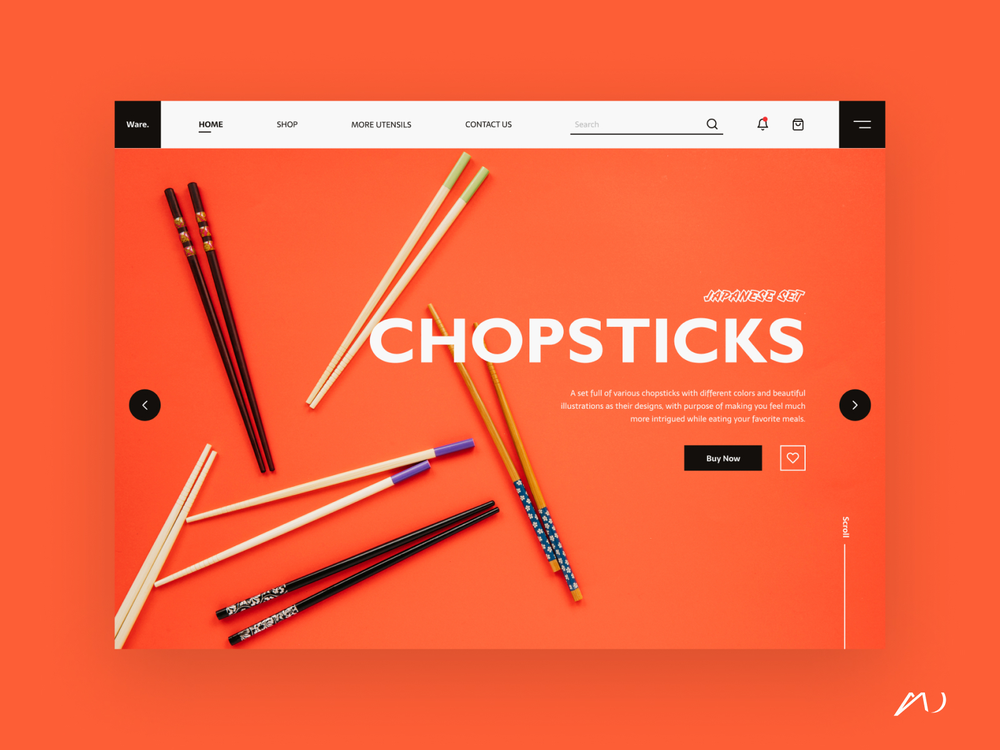 Ware.
HOME
SHOP
MORE UTENSILS
CONTACT US
Search
JAPANESE SET
CHOPSTICKS
A set full of various chopsticks with different colors and beautiful
illustrations as their designs, with purpose of making you feel much
more intrigued while eating your favorite meals.
Buy Now
Scroll